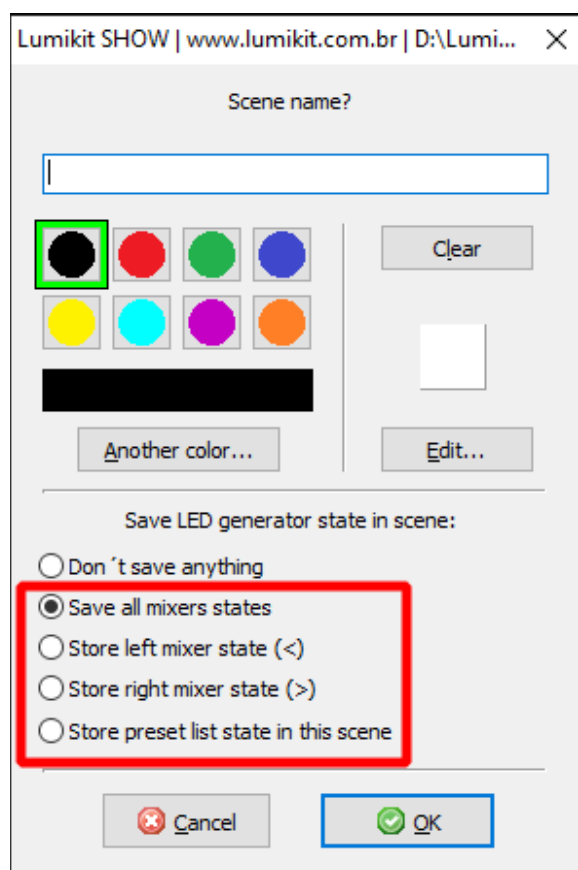 Lumikit SHOW | www.lumikit.com.br | D:\Lumi...
Scene name?
Clear
Another color...
Edit...
Save LED generator state in scene:
Don ´t save anything
Save all mixers states
Store left mixer state (<)
Store right mixer state (>)
Store preset list state in this scene
Cancel
OK